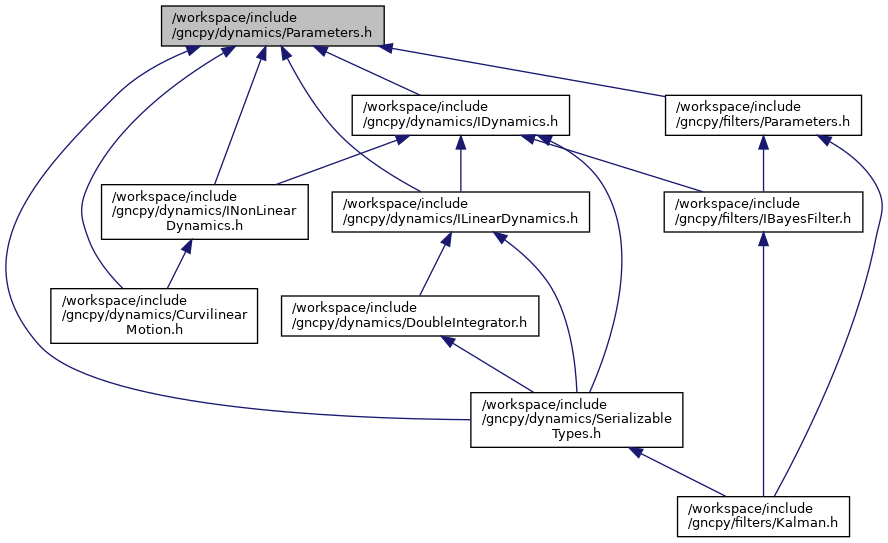 /workspace/include
/gncpy/dynamics/Parameters.h
/workspace/include
/gncpy/dynamics/IDynamics.h
/workspace/include
/gncpy/filters/Parameters.h
/workspace/include
/gncpy/dynamics/INonLinear
Dynamics.h
/workspace/include
/gncpy/dynamics/ILinearDynamics.h
/workspace/include
/gncpy/filters/IBayesFilter.h
/workspace/include
/gncpy/dynamics/Curvilinear
Motion.h
/workspace/include
/gncpy/dynamics/DoubleIntegrator.h
/workspace/include
/gncpy/dynamics/Serializable
Types.h
/workspace/include
/gncpy/filters/Kalman.h